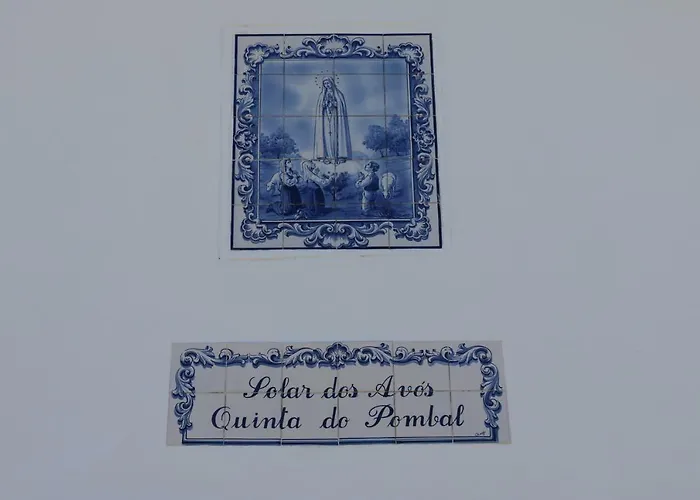 Solar dos Avós
Quinta do Pombal